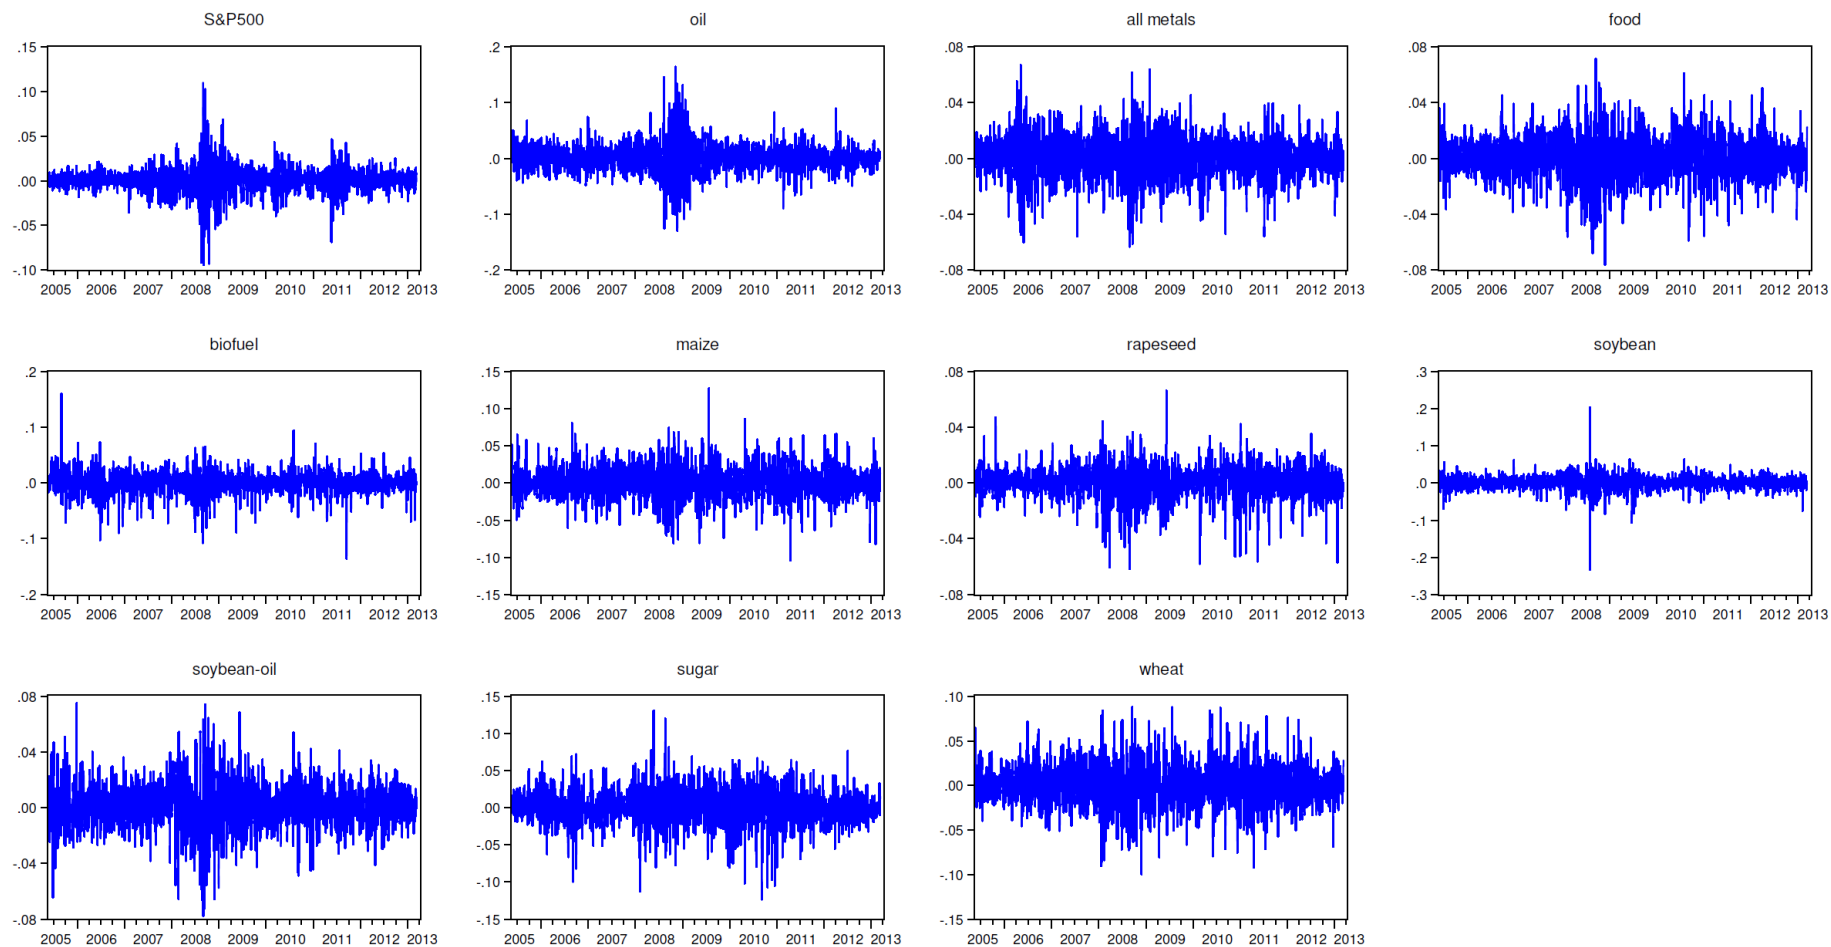 S&P500 oil all metals food
.15 .2 .08 .08
.10 .1 .04 .04
.05 .0 .00 .00
.00 -.1 -.04 -.04
-.05 -.2 -.08 -.08
-.10
2005 2006 2007 2008 2009 2010 2011 2012 2013 2005 2006 2007 2008 2009 2010 2011 2012 2013 2005 2006 2007 2008 2009 2010 2011 2012 2013 2005 2006 2007 2008 2009 2010 2011 2012 2013
biofuel maize rapeseed soybean
.2 .15 .08 .3
.1 .10 .04 .2
.0 .05 .00 .1
-.1 .00 -.04 .0
-.2 -.05 -.08 -.1
-.10 -.2
-.15 -.3
2005 2006 2007 2008 2009 2010 2011 2012 2013 2005 2006 2007 2008 2009 2010 2011 2012 2013 2005 2006 2007 2008 2009 2010 2011 2012 2013 2005 2006 2007 2008 2009 2010 2011 2012 2013
soybean-oil sugar wheat
.08 .15 .10
.04 .10 .05
.00 .05 .00
-.04 .00 -.05
-.08 -.05 -.10
-.10 -.15
-.15
2005 2006 2007 2008 2009 2010 2011 2012 2013 2005 2006 2007 2008 2009 2010 2011 2012 2013 2005 2006 2007 2008 2009 2010 2011 2012 2013